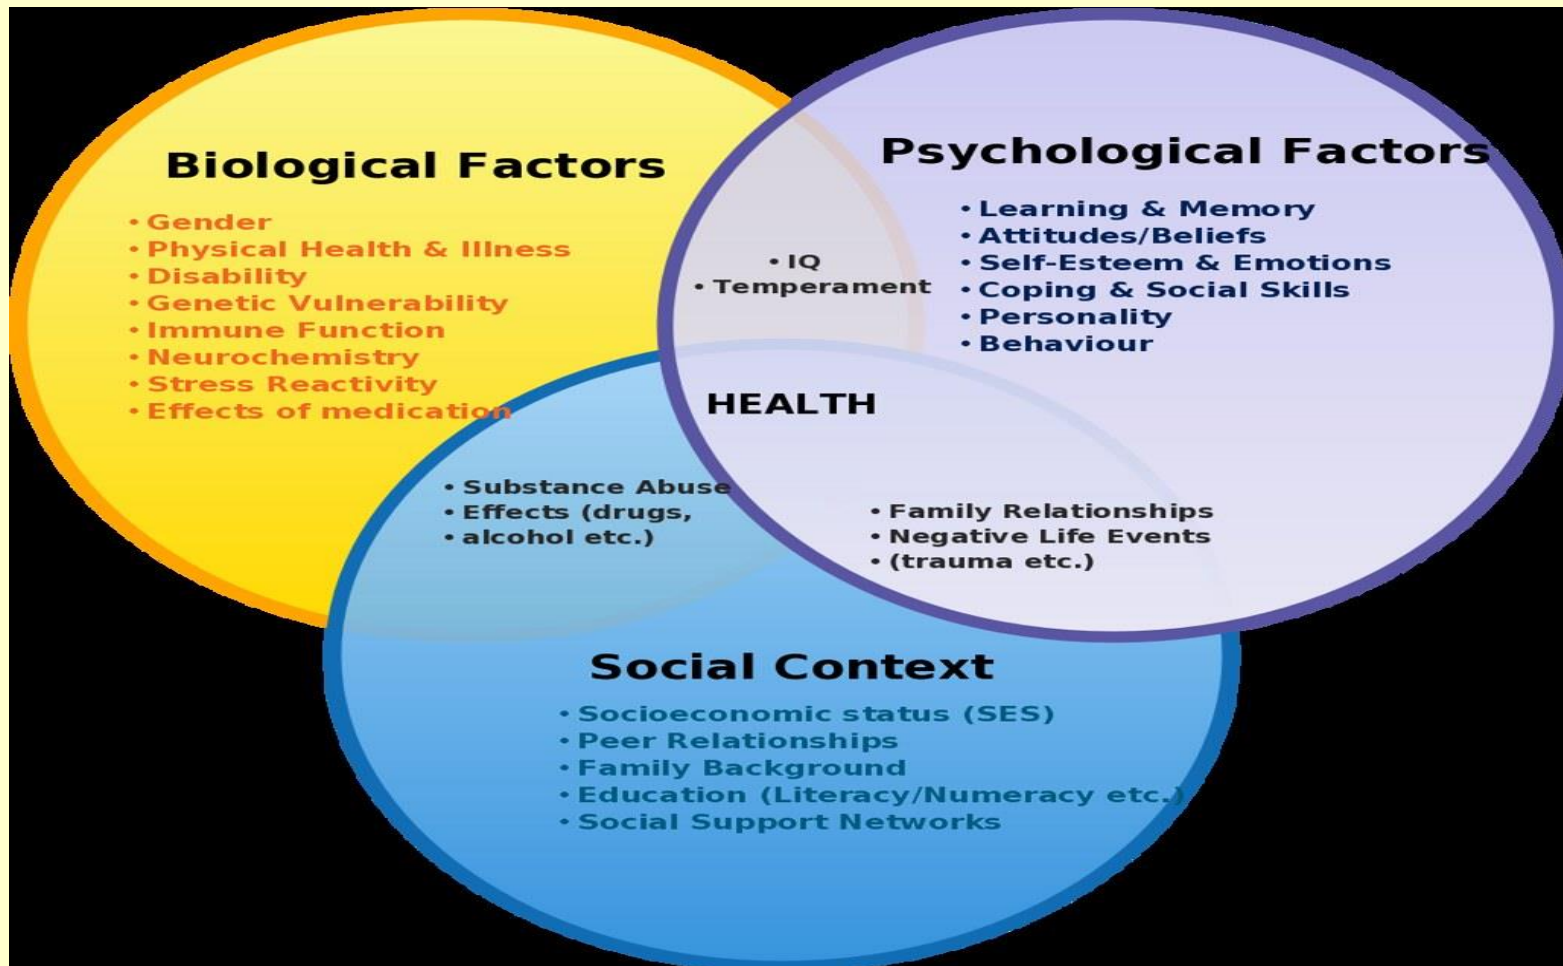 Biological Factors
• Gender
• Physical Health & Illness
• Disability
• Genetic Vulnerability
• Immune Function
• Neurochemistry
• Stress Reactivity
• Effects of medication
Psychological Factors
• Learning & Memory
• Attitudes/Beliefs
• Self-Esteem & Emotions
• Coping & Social Skills
• Personality
• Behaviour
• IQ
• Temperament
HEALTH
• Substance Abuse
• Effects (drugs,
• alcohol etc.)
• Family Relationships
• Negative Life Events
• (trauma etc.)
Social Context
• Socioeconomic status (SES)
• Peer Relationships
• Family Background
• Education (Literacy/Numeracy etc.)
• Social Support Networks